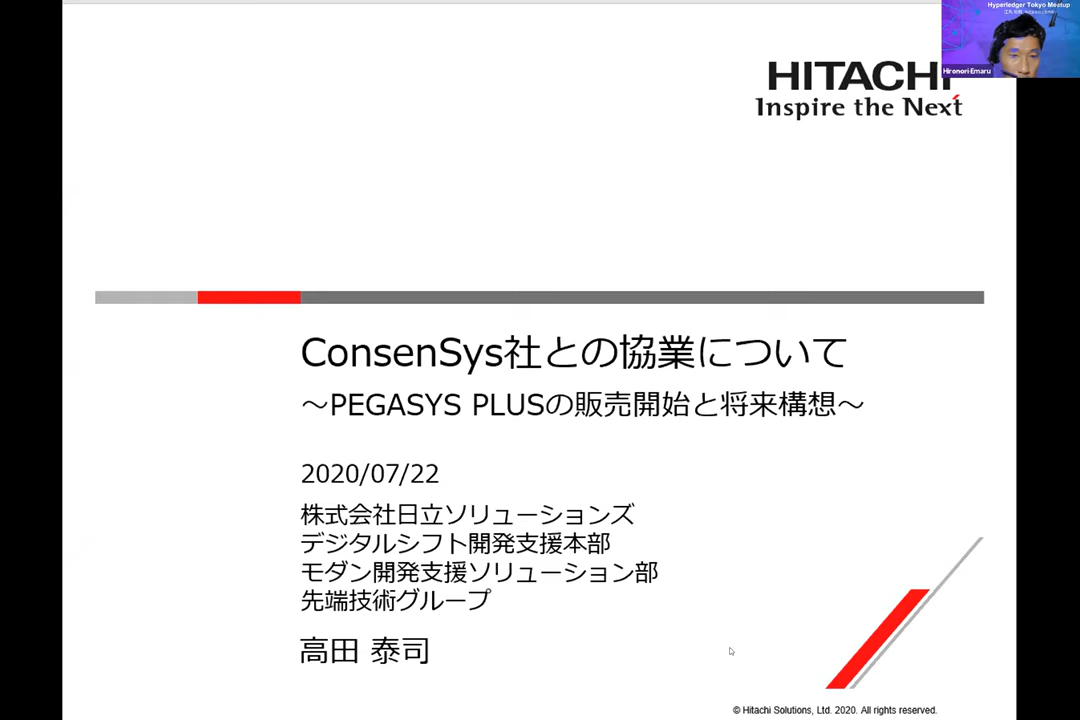 Hyperledger Tokyo Meetup
Hironori Emaru
HITACHI
Inspire the Next
ConsenSys社との協業について
～PEGASYS PLUSの販売開始と将来構想～
2020/07/22
株式会社日立ソリューションズ
デジタルシフト開発支援本部
モダン開発支援ソリューション部
先端技術グループ
高田 泰司
© Hitachi Solutions, Ltd. 2020. All rights reserved.